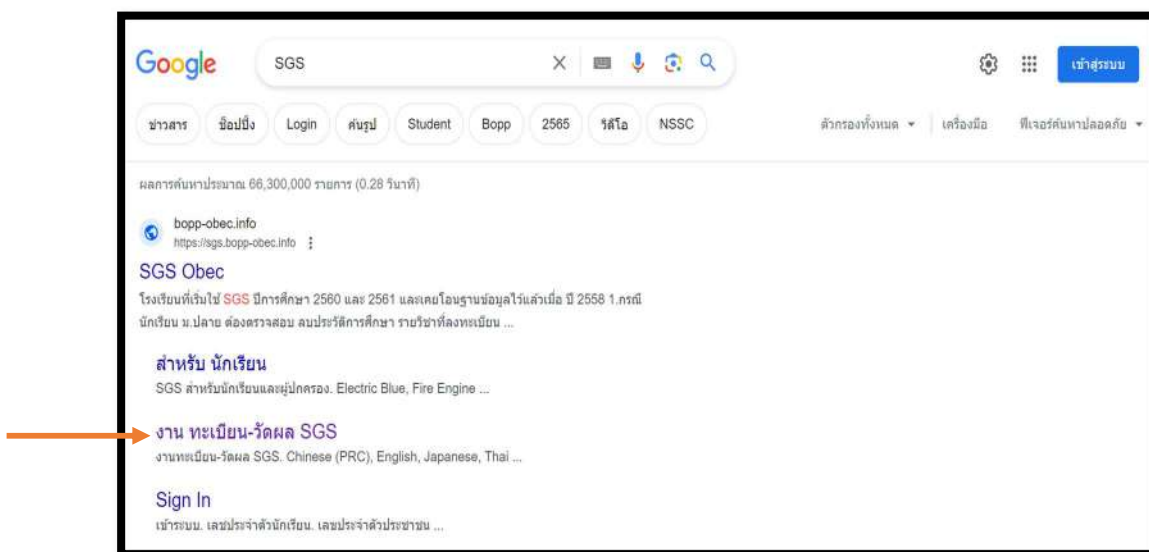 Google SGS เข้าสู่ระบบ
ข่าวสาร ช็อปปิ้ง Login ค้นรูป Student Bopp 2565 วิดีโอ NSSC ตัวกรองทั้งหมด เครื่องมือ ฟีเจอร์ค้นหาปลอดภัย
ผลการค้นหาประมาณ 66,300,000 รายการ (0.28 วินาที)
bopp-obec.info
https://sgs.bopp-obec.info
SGS Obec
โรงเรียนที่เริ่มใช้ SGS ปีการศึกษา 2560 และ 2561 และเคยโอนฐานข้อมูลไว้แล้วเมื่อ ปี 2558 1.กรณี
นักเรียน ม.ปลาย ต้องตรวจสอบ ลบประวัติการศึกษา รายวิชาที่ลงทะเบียน ...
สำหรับ นักเรียน
SGS สำหรับนักเรียนและผู้ปกครอง. Electric Blue, Fire Engine ...
งาน ทะเบียน-วัดผล SGS
งานทะเบียน-วัดผล SGS. Chinese (PRC), English, Japanese, Thai ...
Sign In
เข้าระบบ. เลขประจำตัวนักเรียน. เลขประจำตัวประชาชน ...